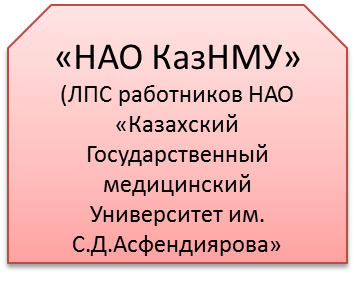 «НАО КазНМУ»
(ЛПС работников НАО
«Казахский
Государственный
медицинский
Университет им.
С.Д.Асфендиярова»